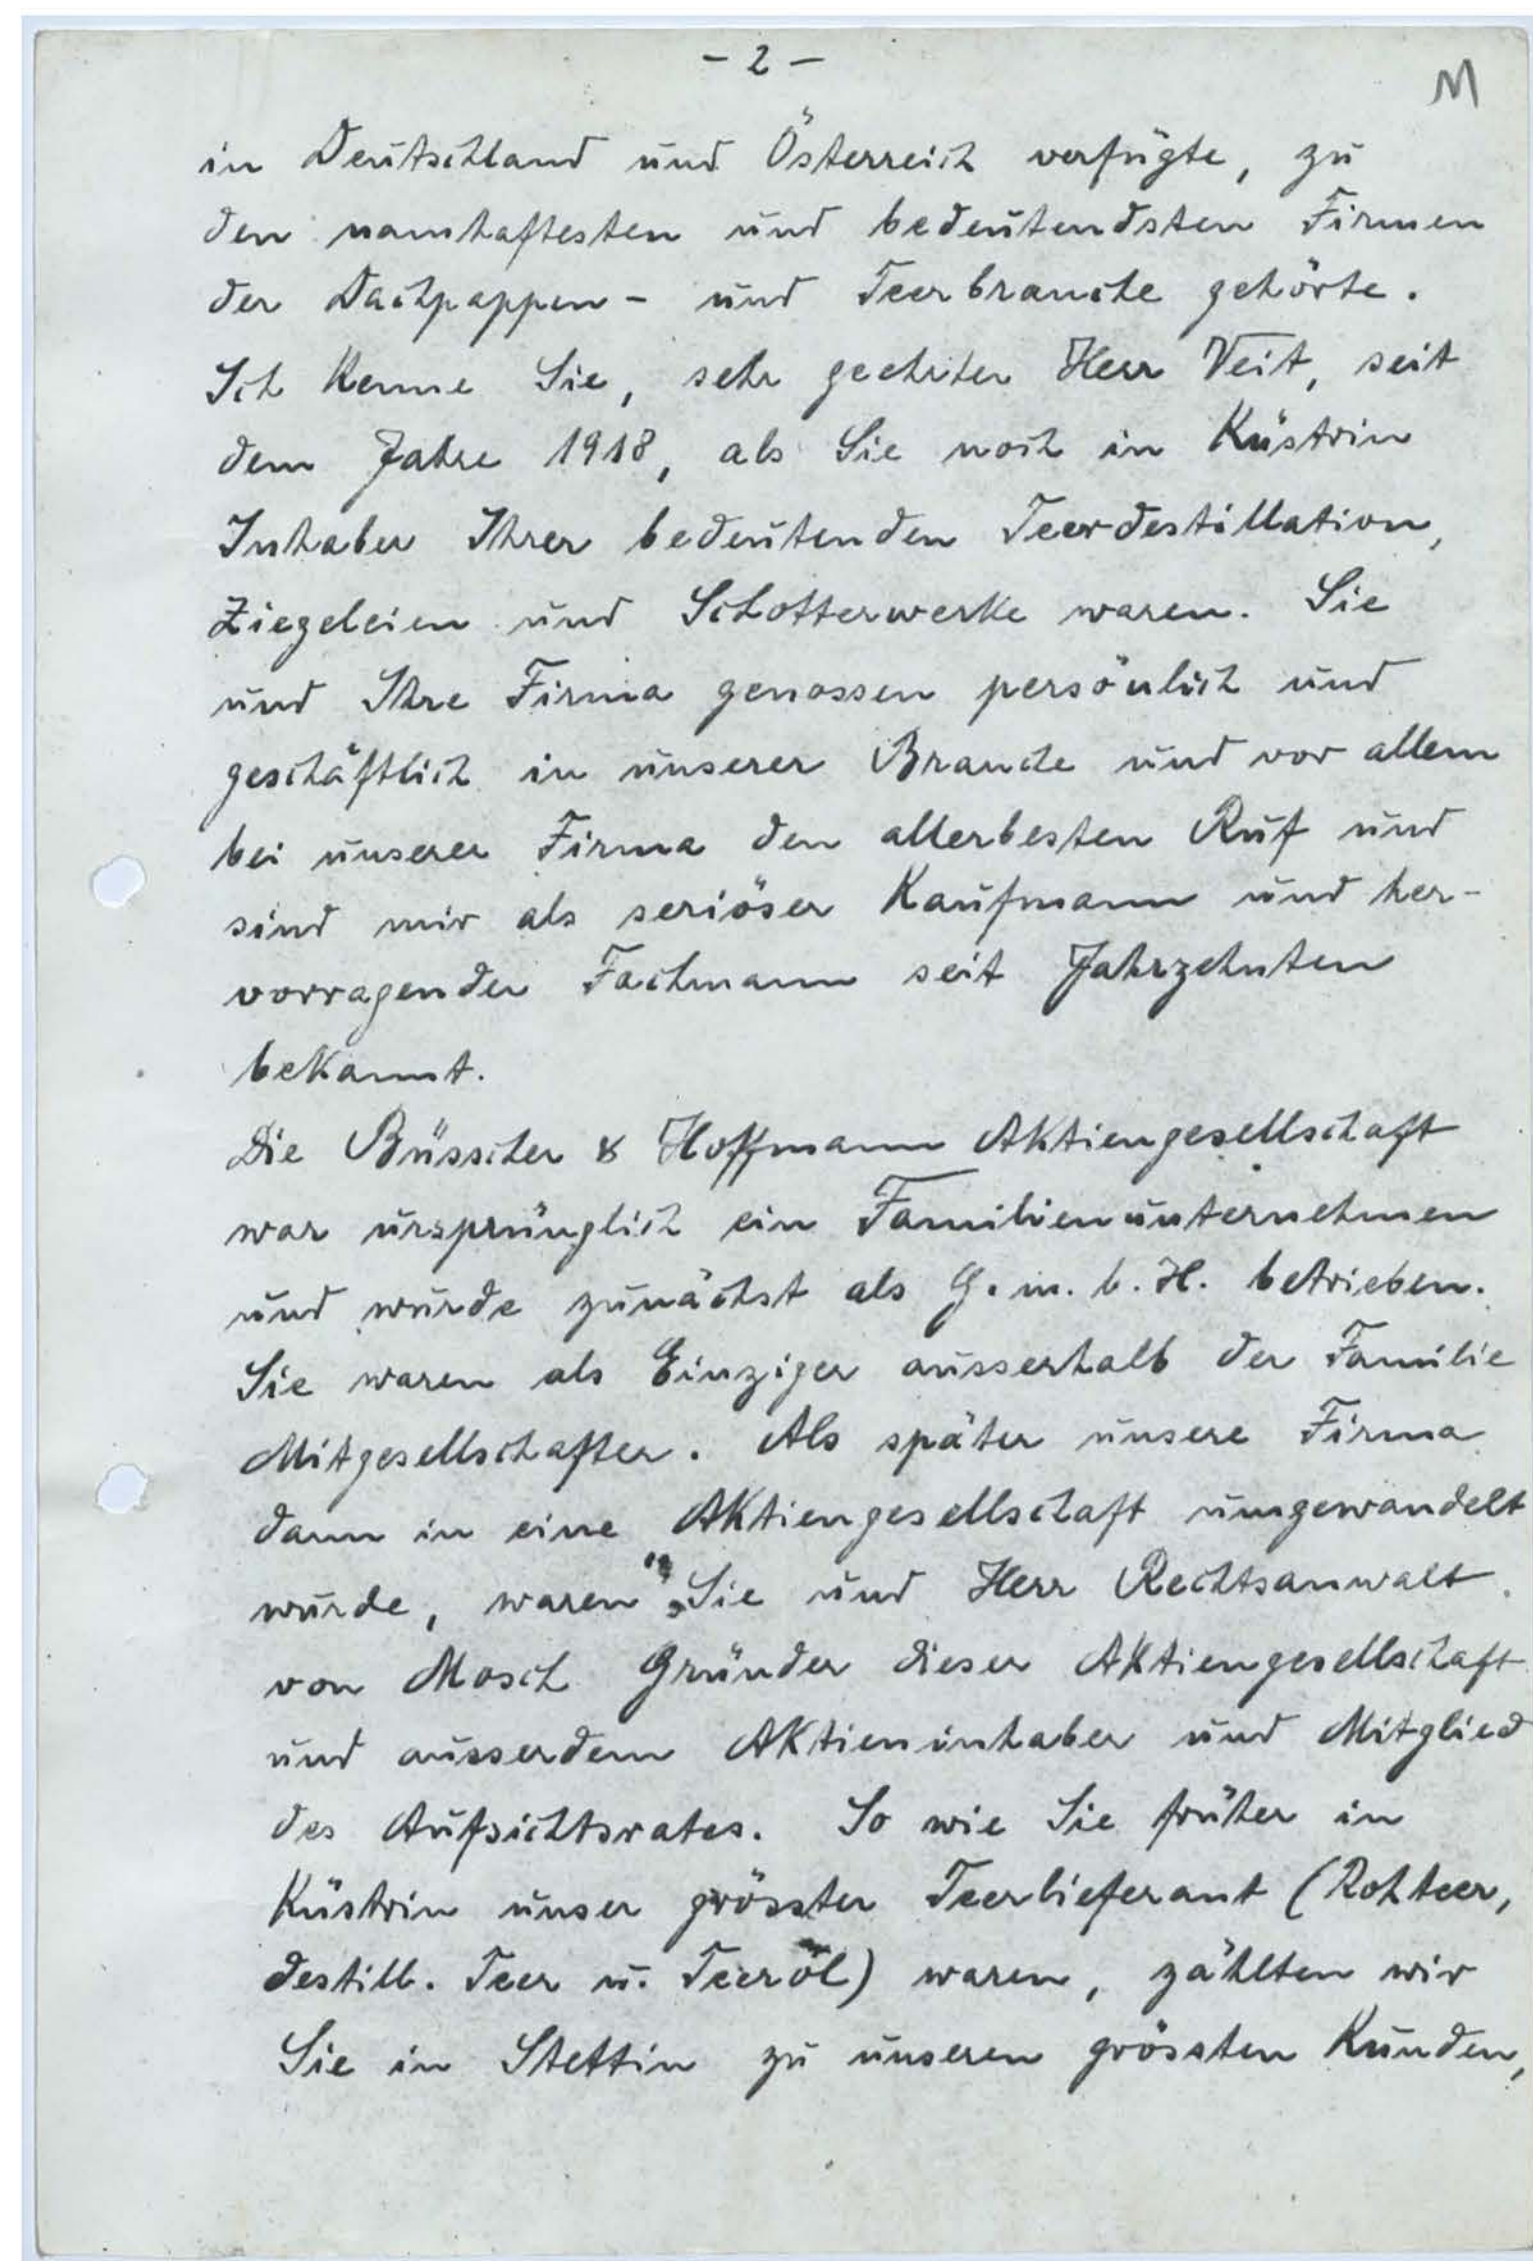 - 2 -
M
in Deutschland und Österreich verfügte, zu
den namhaftesten und bedeutendsten Firmen
der Dachpappen- und Teerbranche gehörte.
Ich kenne Sie, sehr geehrter Herr Veit, seit
dem Jahre 1918, als Sie noch in Küstrin
Inhaber Ihrer bedeutenden Teerdestillation,
Ziegeleien und Schotterwerke waren. Sie
und Ihre Firma genossen persönlich und
geschäftlich in unserer Branche und vor allem
bei unserer Firma den allerbesten Ruf und
sind mir als seriöser Kaufmann und her-
vorragender Fachmann seit Jahrzehnten
bekannt.
Die Büsscher & Hoffmann Aktiengesellschaft
war ursprünglich ein Familienunternehmen
und wurde zunächst als G.m.b.H. betrieben.
Sie waren als Einziger ausserhalb der Familie
Mitgesellschafter. Als später unsere Firma
dann in eine Aktiengesellschaft umgewandelt
wurde, waren Sie und Herr Rechtsanwalt
von Mosch Gründer dieser Aktiengesellschaft
und ausserdem Aktieninhaber und Mitglied
des Aufsichtsrates. So wie Sie früher in
Küstrin unser grösster Teerlieferant (Rohteer,
destill. Teer u. Teeröl) waren, zählten wir
Sie in Stettin zu unseren grössten Kunden,